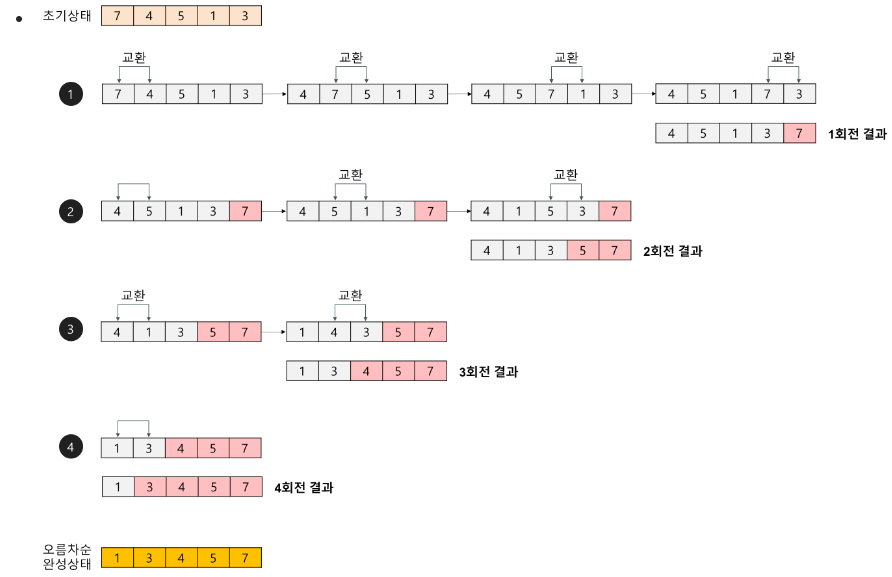 초기상태 7 4 5 1 3
교환 교환 교환 교환
1 7 4 5 1 3 4 7 5 1 3 4 5 7 1 3 4 5 1 7 3
4 5 1 3 7 1회전 결과
교환 교환
2 4 5 1 3 7 4 5 1 3 7 4 1 5 3 7
4 1 3 5 7 2회전 결과
교환 교환
3 4 1 3 5 7 1 4 3 5 7
1 3 4 5 7 3회전 결과
4 1 3 4 5 7
1 3 4 5 7 4회전 결과
오름차순
완성상태 1 3 4 5 7